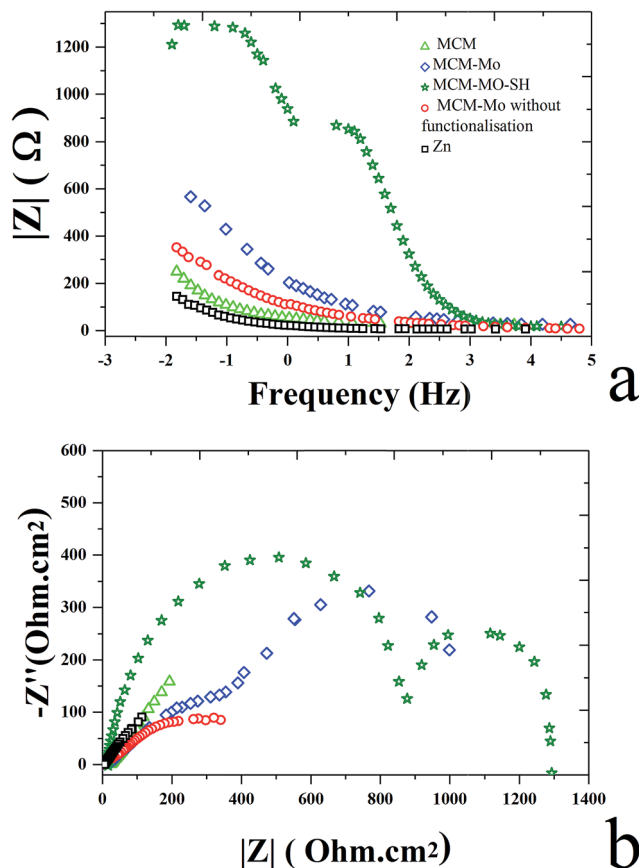 1200
1000
800
600
400
200
0
|Z| ( Ω )
MCM
MCM-Mo
MCM-MO-SH
MCM-Mo without
functionalisation
Zn
-3 -2 -1 0 1 2 3 4 5
Frequency (Hz)
a
600
500
400
300
200
100
0
-Z''(Ohm.cm²)
0 200 400 600 800 1000 1200 1400
|Z| ( Ohm.cm²)
b